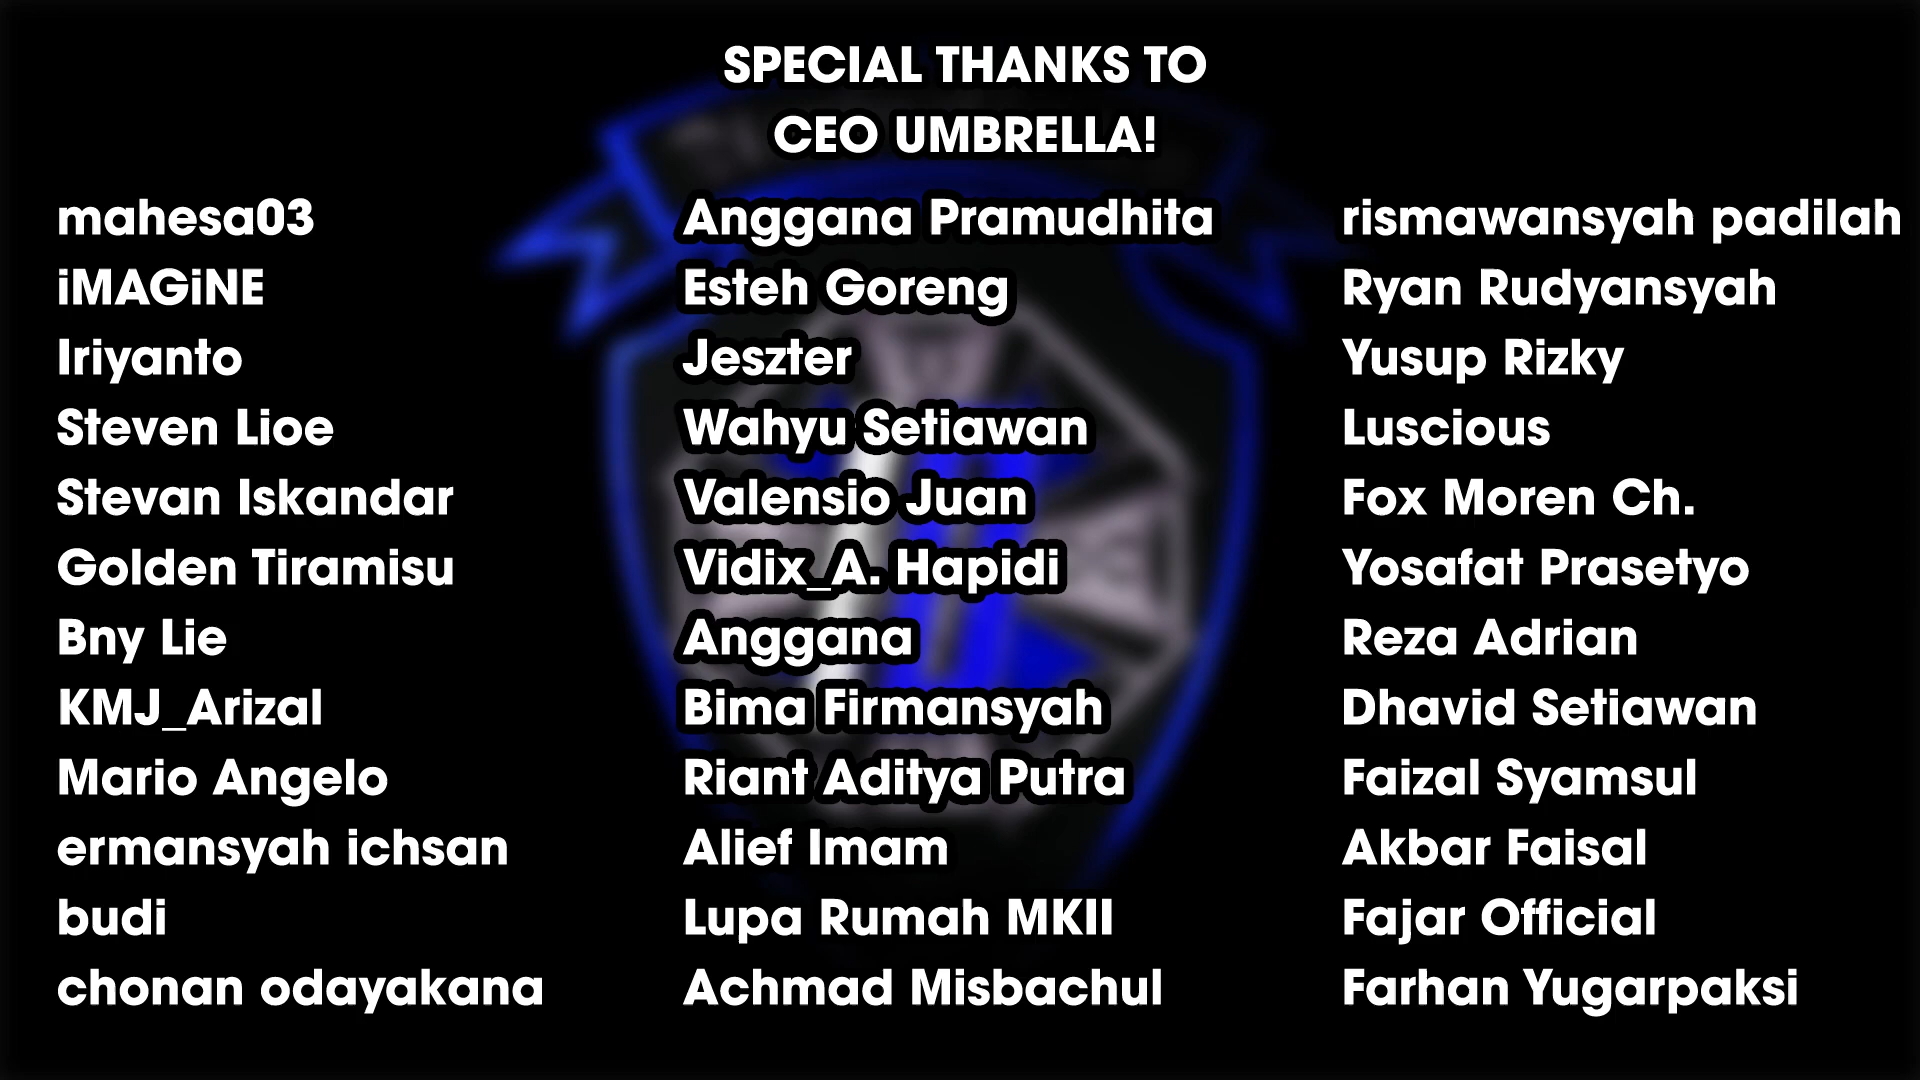 SPECIAL THANKS TO
CEO UMBRELLA!
mahesa03
iMAGiNE
Iriyanto
Steven Lioe
Stevan Iskandar
Golden Tiramisu
Bny Lie
KMJ_Arizal
Mario Angelo
ermansyah ichsan
budi
chonan odayakana
Anggana Pramudhita
Esteh Goreng
Jeszter
Wahyu Setiawan
Valensio Juan
Vidix_A. Hapidi
Anggana
Bima Firmansyah
Riant Aditya Putra
Alief Imam
Lupa Rumah MKII
Achmad Misbachul
rismawansyah padilah
Ryan Rudyansyah
Yusup Rizky
Luscious
Fox Moren Ch.
Yosafat Prasetyo
Reza Adrian
Dhavid Setiawan
Faizal Syamsul
Akbar Faisal
Fajar Official
Farhan Yugarpaksi